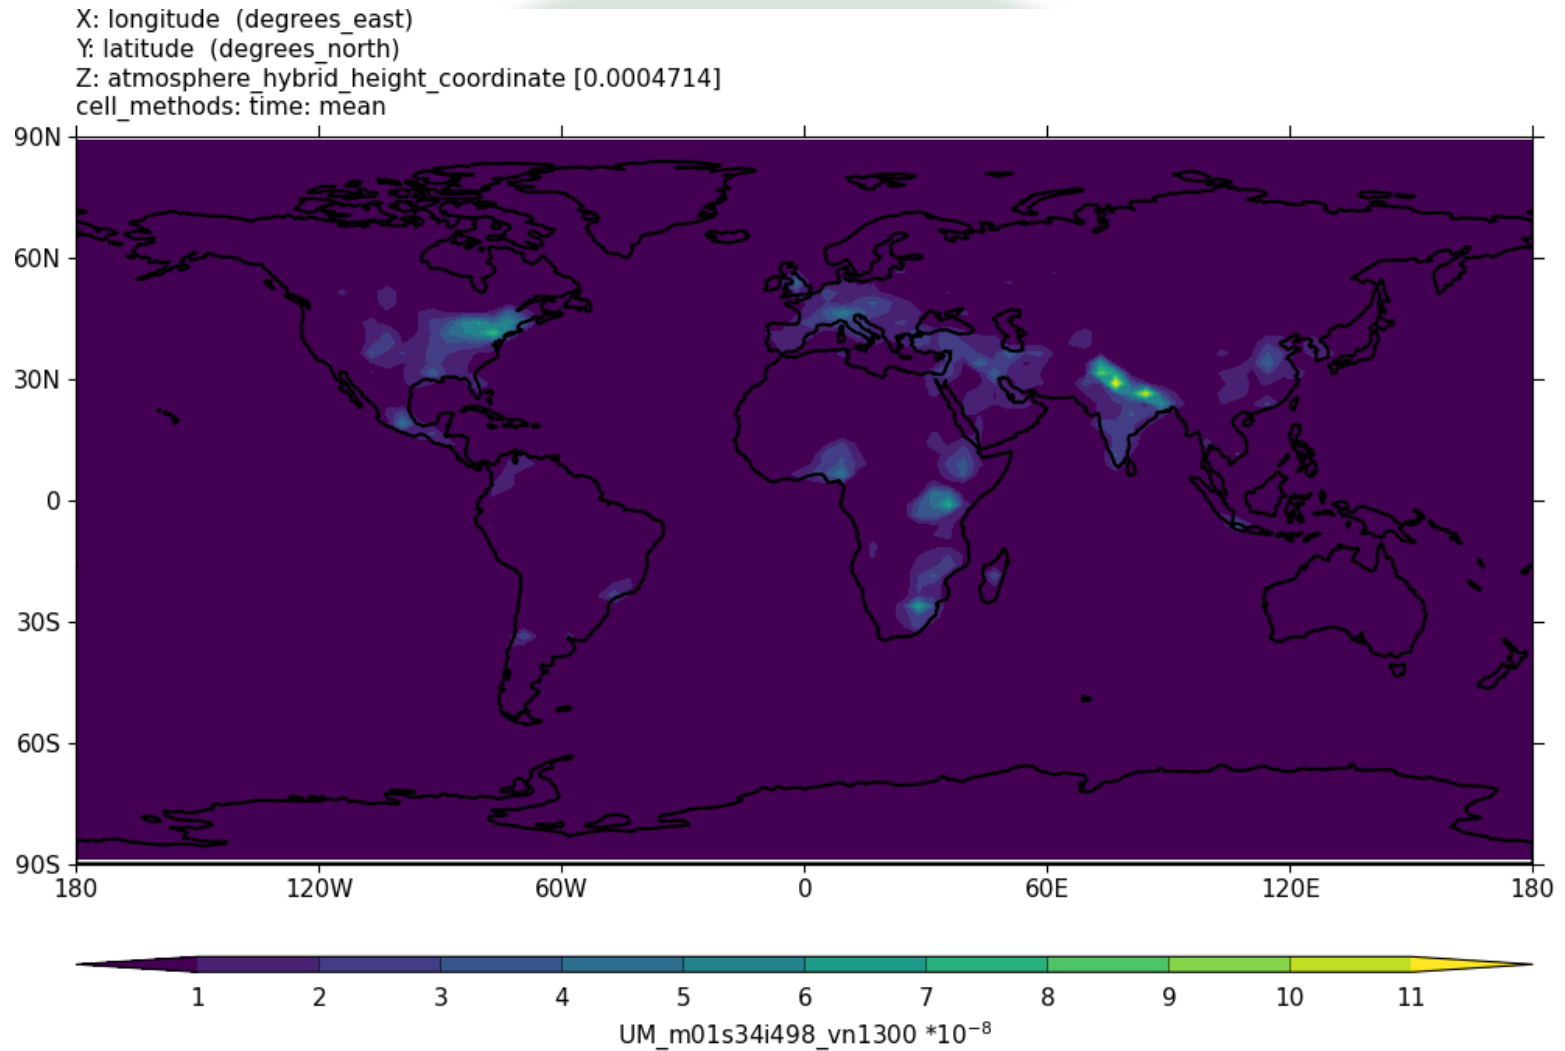 X: longitude  (degrees_east)
Y: latitude  (degrees_north)
Z: atmosphere_hybrid_height_coordinate [0.0004714]
cell_methods: time: mean
90N
60N
30N
0
30S
60S
90S
180 120W 60W 0 60E 120E 180
1 2 3 4 5 6 7 8 9 10 11
UM_m01s34i498_vn1300 *10⁻⁸